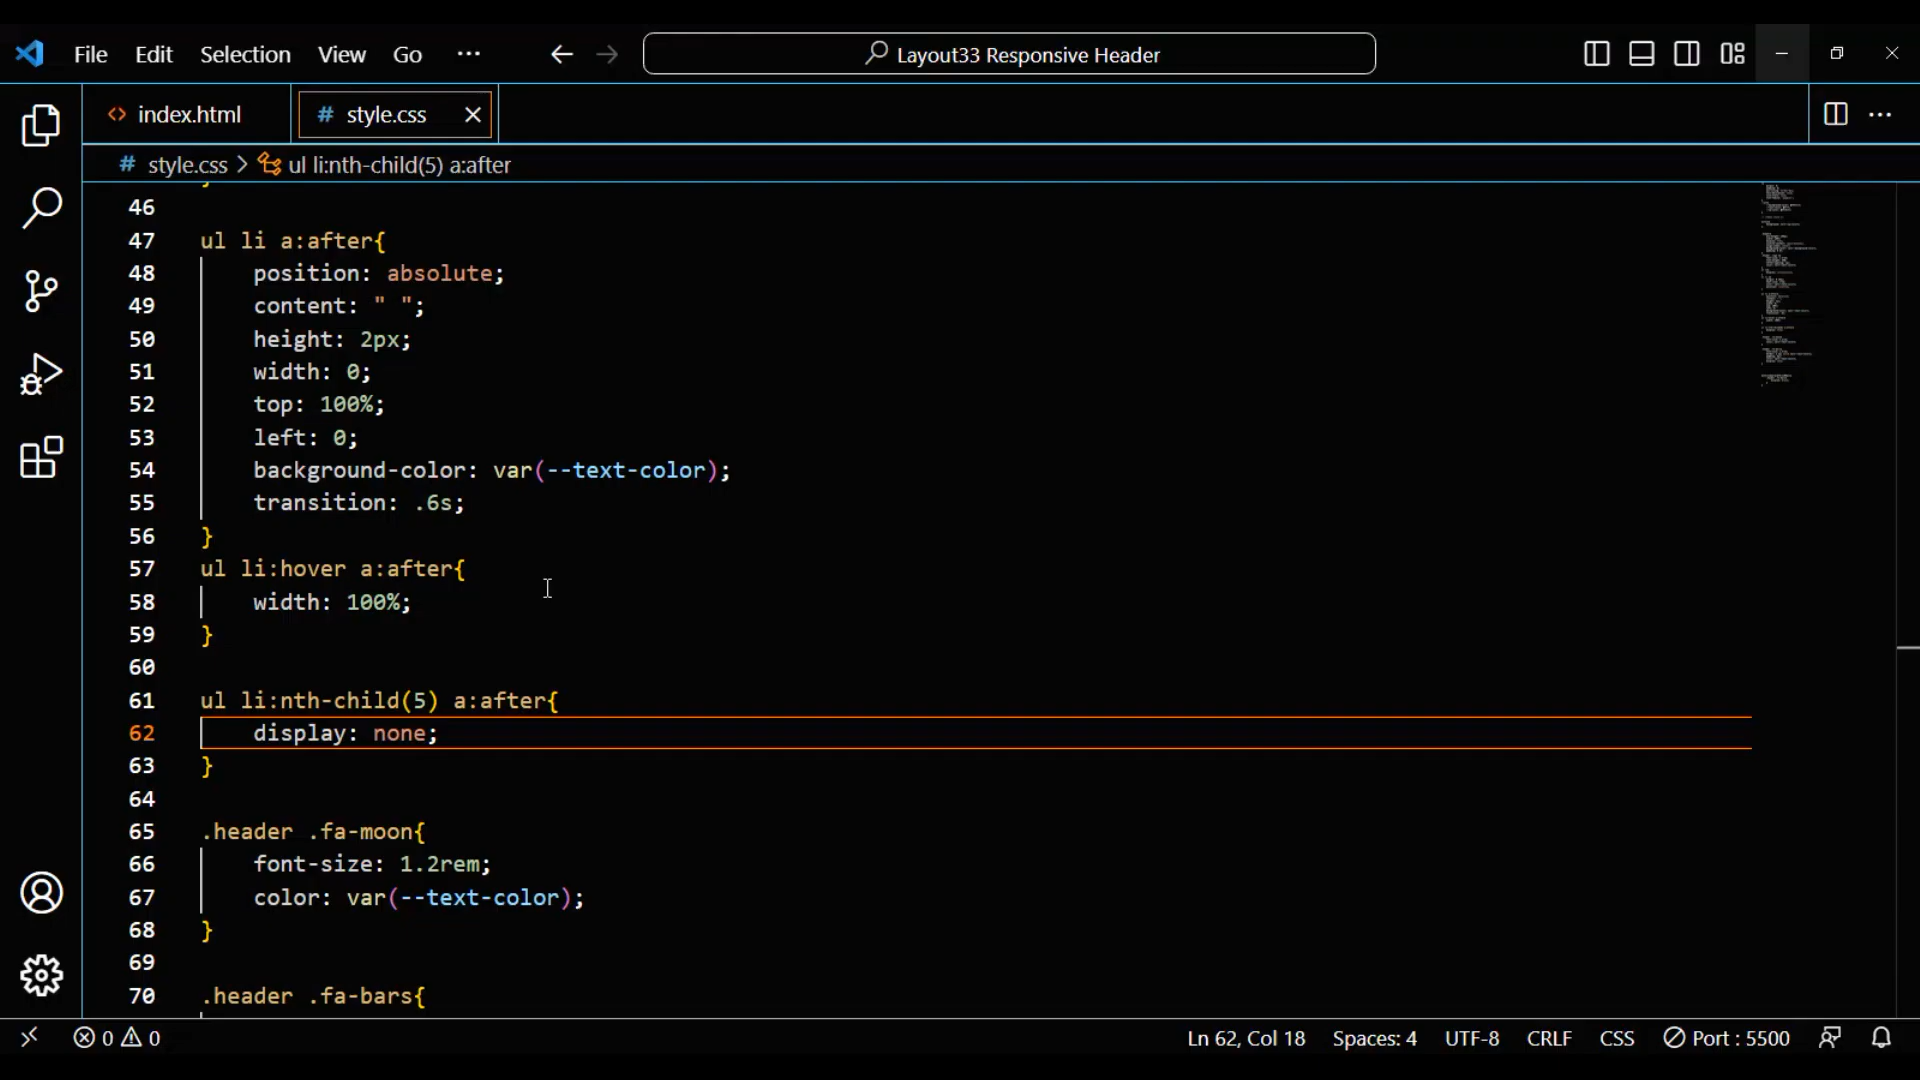 File Edit Selection View Go ··· Layout33 Responsive Header
index.html # style.css
# style.css > ul li:nth-child(5) a:after
46
47 ul li a:after{
48 position: absolute;
49 content: " ";
50 height: 2px;
51 width: 0;
52 top: 100%;
53 left: 0;
54 background-color: var(--text-color);
55 transition: .6s;
56 }
57 ul li:hover a:after{
58 width: 100%;
59 }
60
61 ul li:nth-child(5) a:after{
62 display: none;
63 }
64
65 .header .fa-moon{
66 font-size: 1.2rem;
67 color: var(--text-color);
68 }
69
70 .header .fa-bars{
0 0 Ln 62, Col 18 Spaces: 4 UTF-8 CRLF CSS Port : 5500